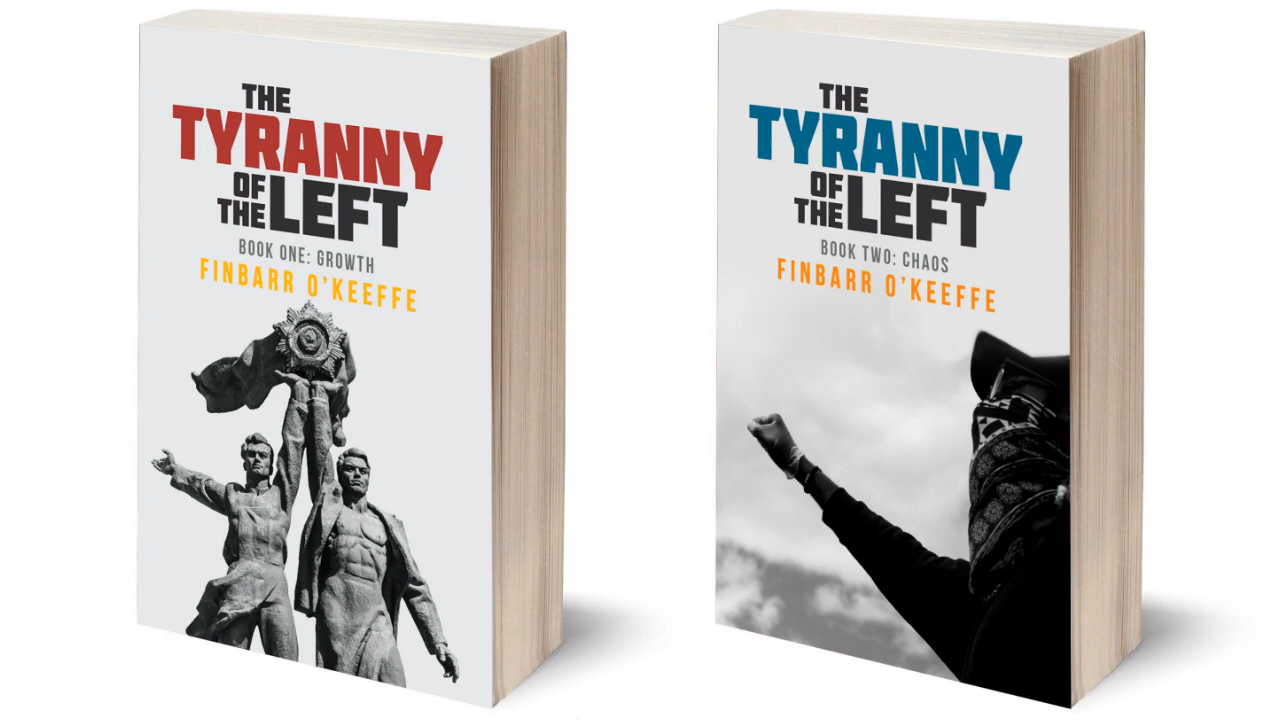 THE
TYRANNY
OF
THE LEFT
BOOK ONE: GROWTH
FINBARR O'KEEFFE
THE
TYRANNY
OF
THE LEFT
BOOK TWO: CHAOS
FINBARR O'KEEFFE